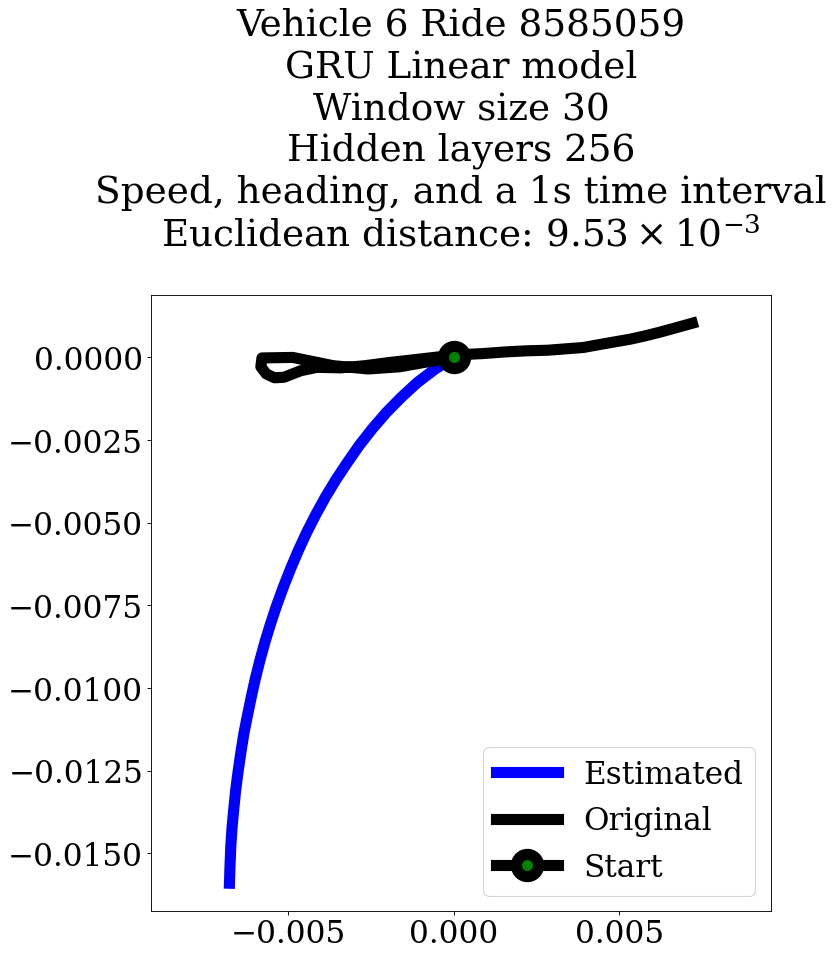 Vehicle 6 Ride 8585059
GRU Linear model
Window size 30
Hidden layers 256
Speed, heading, and a 1s time interval
Euclidean distance: 9.53 × 10⁻³
0.0000
−0.0025
−0.0050
−0.0075
−0.0100
−0.0125
−0.0150
Estimated
Original
Start
−0.005 0.000 0.005